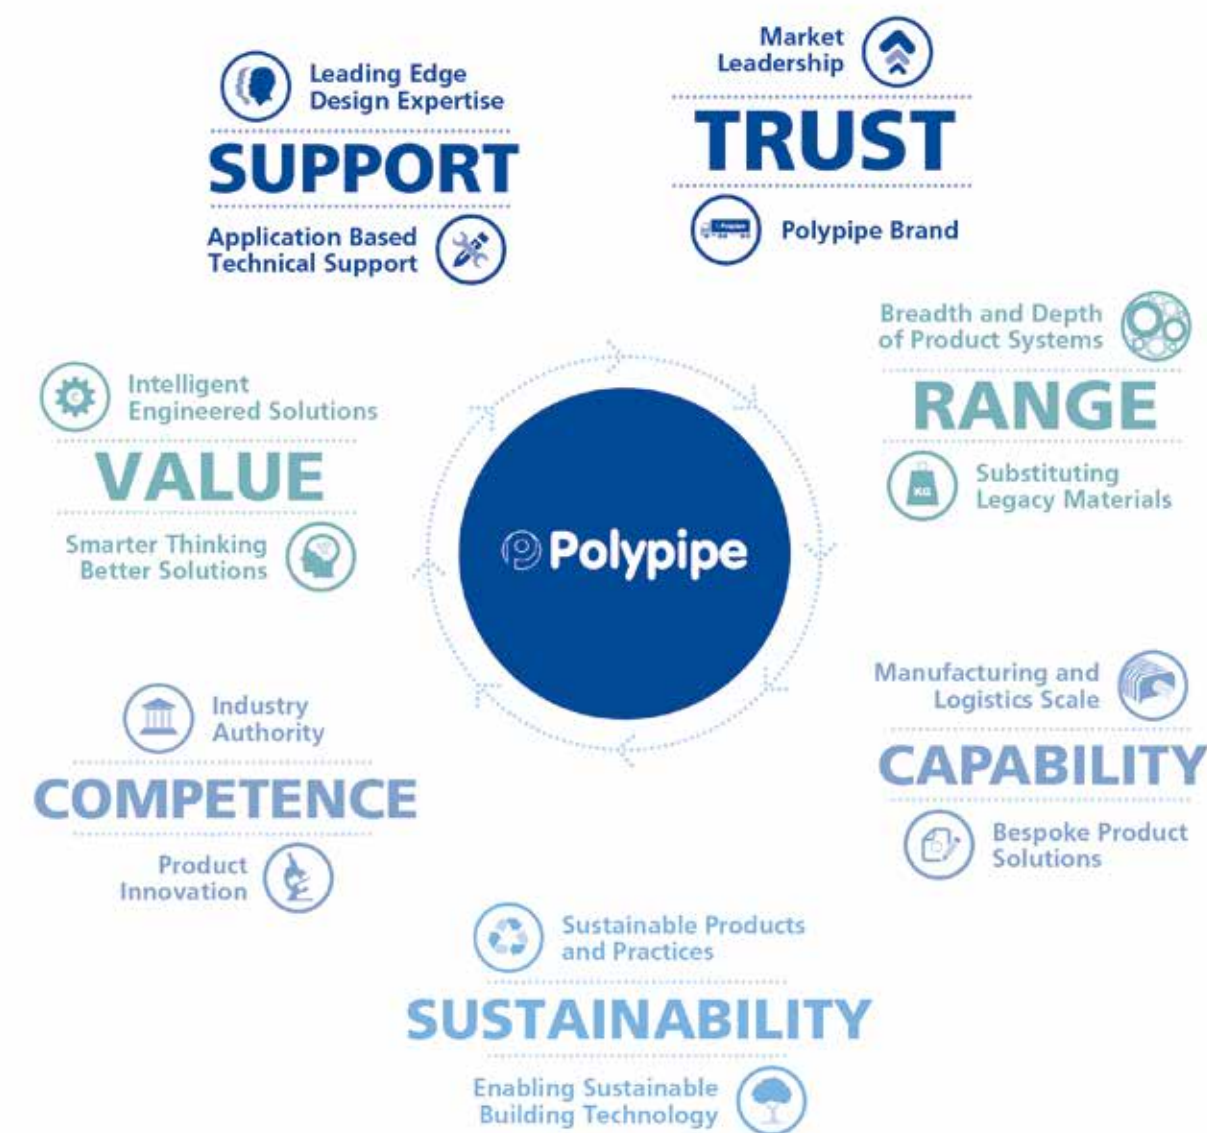 Leading Edge
Design Expertise
SUPPORT
Application Based
Technical Support
Market
Leadership
TRUST
Polypipe Brand
Breadth and Depth
of Product Systems
RANGE
KG
Substituting
Legacy Materials
Manufacturing and
Logistics Scale
CAPABILITY
Bespoke Product
Solutions
Sustainable Products
and Practices
SUSTAINABILITY
Enabling Sustainable
Building Technology
Industry
Authority
COMPETENCE
Product
Innovation
Intelligent
Engineered Solutions
VALUE
Smarter Thinking
Better Solutions
Polypipe